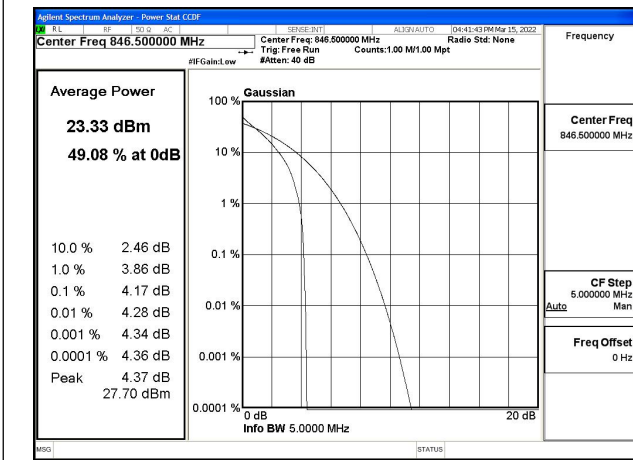 Agilent Spectrum Analyzer - Power Stat CCDF
RL RF 50 Ω AC SENSE:INT ALIGN AUTO 04:41:43 PM Mar 15, 2022
Center Freq 846.500000 MHz
Center Freq: 846.500000 MHz Radio Std: None
Trig: Free Run Counts:1.00 M/1.00 Mpt
#IFGain:Low #Atten: 40 dB
Frequency
Average Power
23.33 dBm
49.08 % at 0dB
10.0 % 2.46 dB
1.0 % 3.86 dB
0.1 % 4.17 dB
0.01 % 4.28 dB
0.001 % 4.34 dB
0.0001 % 4.36 dB
Peak 4.37 dB
27.70 dBm
Gaussian
100 %
10 %
1 %
0.1 %
0.01 %
0.001 %
0.0001 %
0 dB 20 dB
Info BW 5.0000 MHz
Center Freq
846.500000 MHz
CF Step
5.000000 MHz
Auto Man
Freq Offset
0 Hz
MSG STATUS